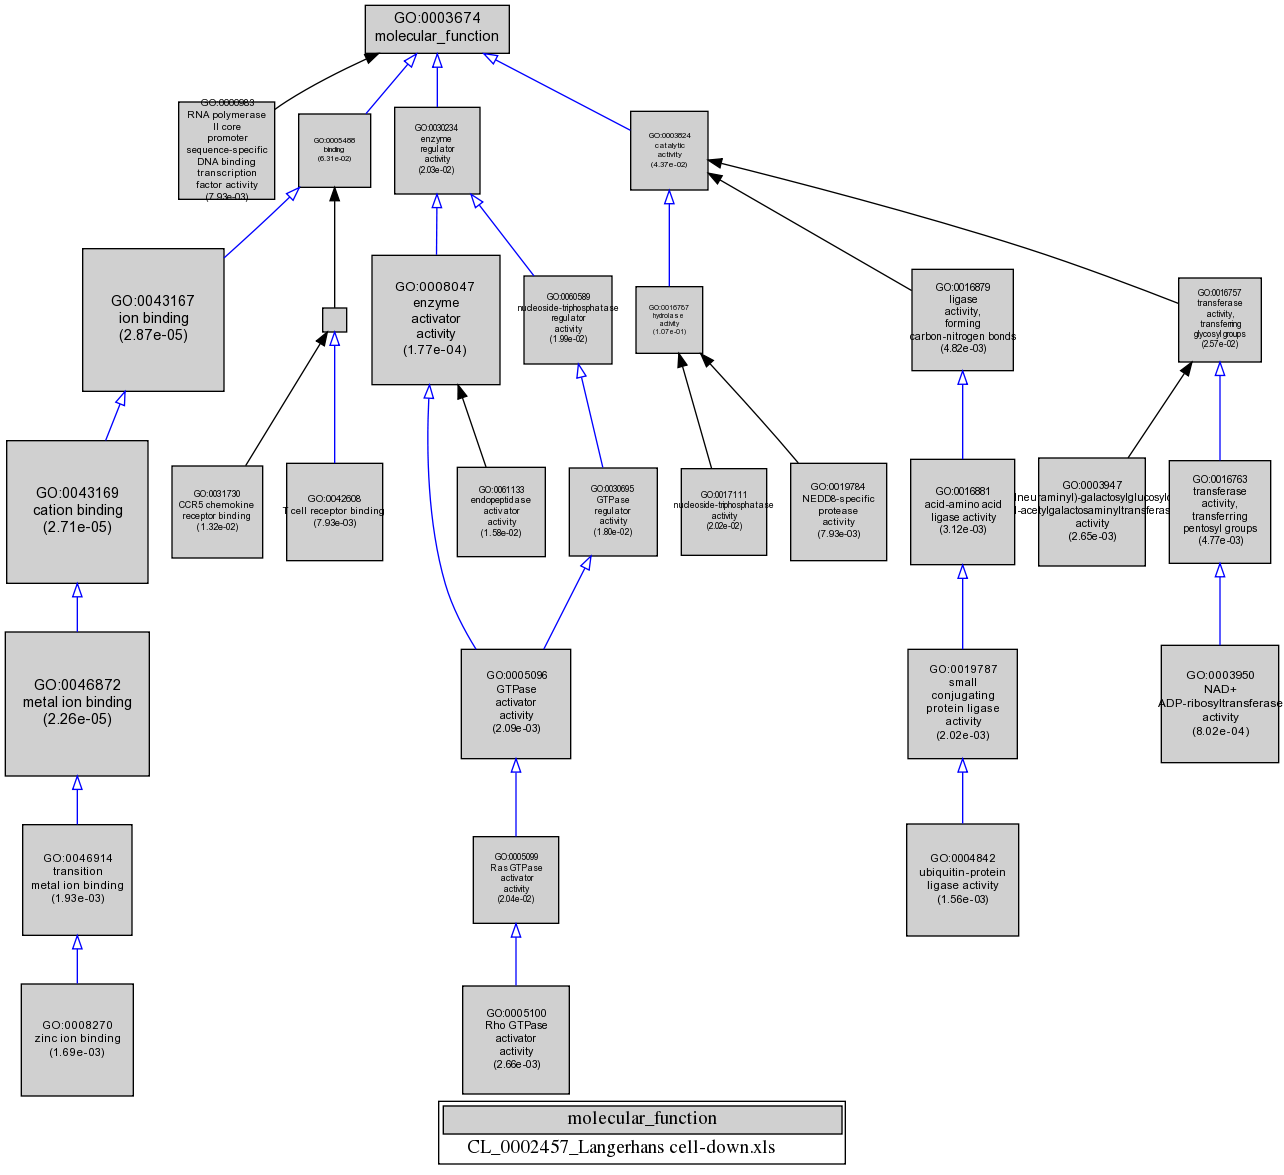 GO:0003674
molecular_function
GO:0000983
RNA polymerase
II core
promoter
sequence-specific
DNA binding
transcription
factor activity
(7.93e-03)
GO:0005488
binding
(6.31e-02)
GO:0030234
enzyme
regulator
activity
(2.03e-02)
GO:0003824
catalytic
activity
(4.37e-02)
GO:0043167
ion binding
(2.87e-05)
GO:0008047
enzyme
activator
activity
(1.77e-04)
GO:0060589
nucleoside-triphosphatase
regulator
activity
(1.99e-02)
GO:0016787
hydrolase
activity
(1.07e-01)
GO:0016879
ligase
activity,
forming
carbon-nitrogen bonds
(4.82e-03)
GO:0016757
transferase
activity,
transferring
glycosyl groups
(2.57e-02)
GO:0043169
cation binding
(2.71e-05)
GO:0031730
CCR5 chemokine
receptor binding
(1.32e-02)
GO:0042608
T cell receptor binding
(7.93e-03)
GO:0061133
endopeptidase
activator
activity
(1.58e-02)
GO:0030695
GTPase
regulator
activity
(1.80e-02)
GO:0017111
nucleoside-triphosphatase
activity
(2.02e-02)
GO:0019784
NEDD8-specific
protease
activity
(7.93e-03)
GO:0016881
acid-amino acid
ligase activity
(3.12e-03)
GO:0003947
activity
(2.65e-03)
GO:0016763
transferase
activity,
transferring
pentosyl groups
(4.77e-03)
GO:0046872
metal ion binding
(2.26e-05)
GO:0005096
GTPase
activator
activity
(2.09e-03)
GO:0019787
small
conjugating
protein ligase
activity
(2.02e-03)
GO:0003950
NAD+
ADP-ribosyltransferase
activity
(8.02e-04)
GO:0046914
transition
metal ion binding
(1.93e-03)
GO:0005099
Ras GTPase
activator
activity
(2.04e-02)
GO:0004842
ubiquitin-protein
ligase activity
(1.56e-03)
GO:0008270
zinc ion binding
(1.69e-03)
GO:0005100
Rho GTPase
activator
activity
(2.66e-03)
molecular_function
CL_0002457_Langerhans cell-down.xls